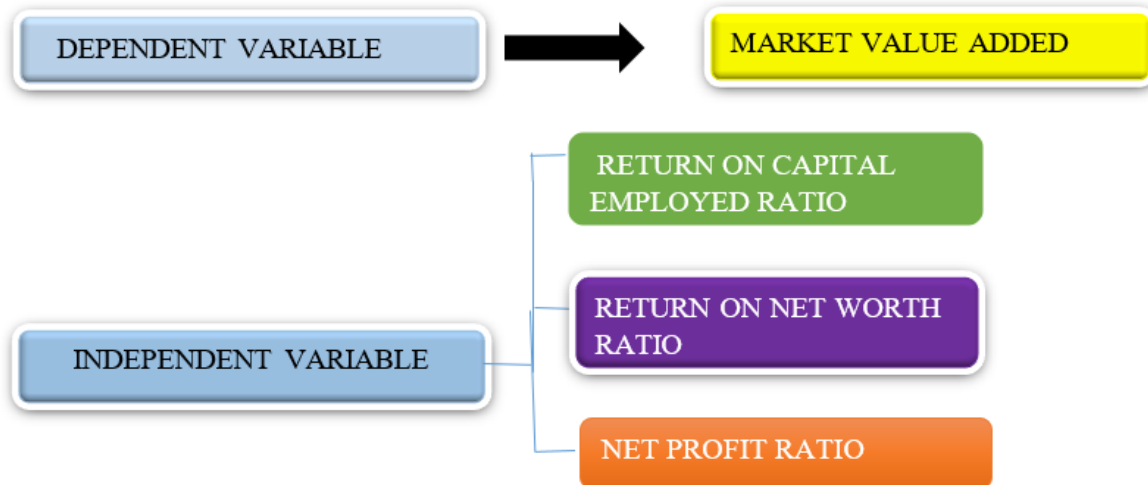 DEPENDENT VARIABLE
MARKET VALUE ADDED
RETURN ON CAPITAL
EMPLOYED RATIO
RETURN ON NET WORTH
RATIO
INDEPENDENT VARIABLE
NET PROFIT RATIO